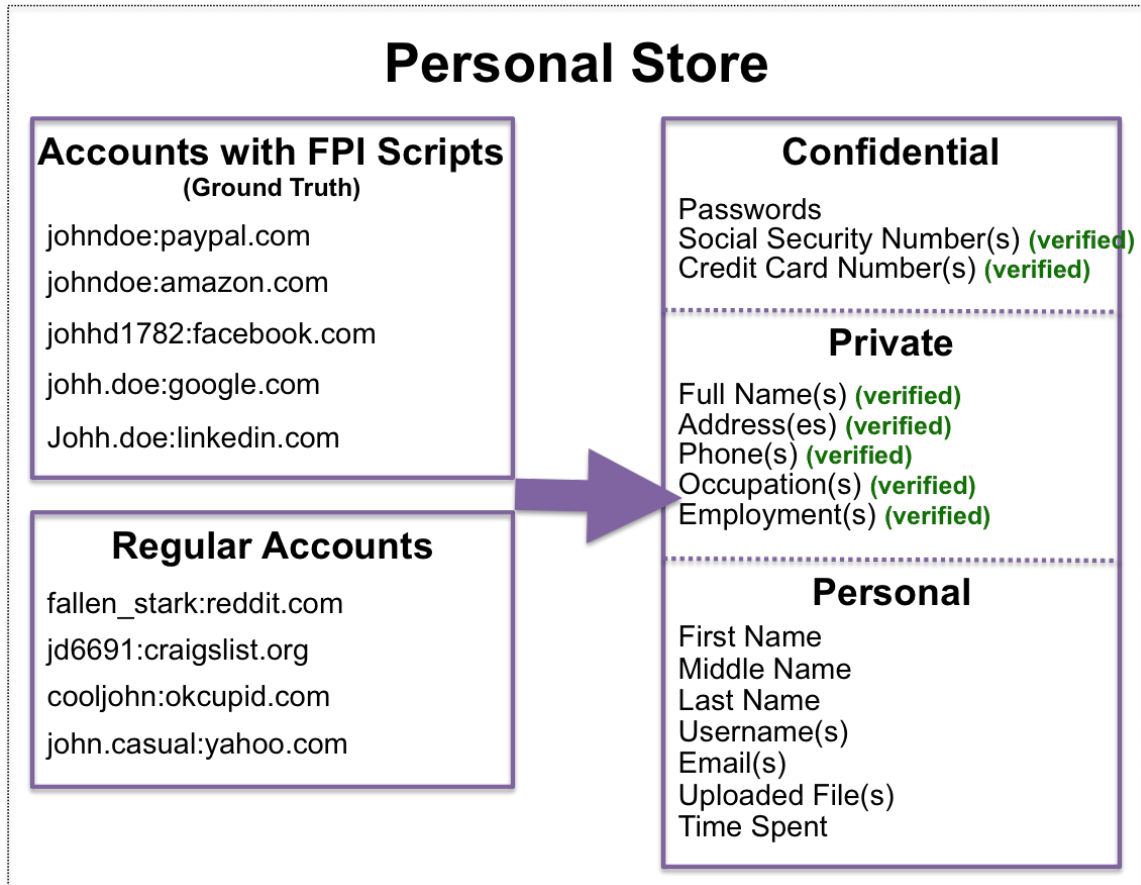 Personal Store
Accounts with FPI Scripts
(Ground Truth)
johndoe:paypal.com
johndoe:amazon.com
johhd1782:facebook.com
johh.doe:google.com
Johh.doe:linkedin.com
Regular Accounts
fallen_stark:reddit.com
jd6691:craigslist.org
cooljohn:okcupid.com
john.casual:yahoo.com
Confidential
Passwords
Social Security Number(s) (verified)
Credit Card Number(s) (verified)
Private
Full Name(s) (verified)
Address(es) (verified)
Phone(s) (verified)
Occupation(s) (verified)
Employment(s) (verified)
Personal
First Name
Middle Name
Last Name
Username(s)
Email(s)
Uploaded File(s)
Time Spent